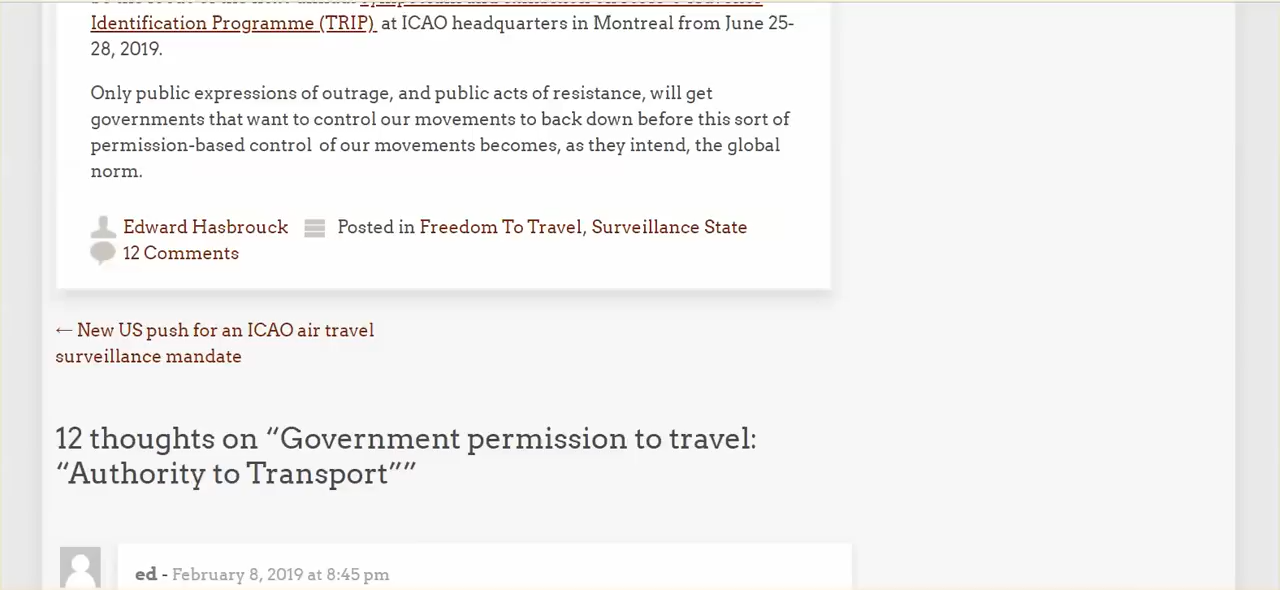 Identification Programme (TRIP) at ICAO headquarters in Montreal from June 25-
28, 2019.
Only public expressions of outrage, and public acts of resistance, will get
governments that want to control our movements to back down before this sort of
permission-based control of our movements becomes, as they intend, the global
norm.
Edward Hasbrouck Posted in Freedom To Travel, Surveillance State
12 Comments
← New US push for an ICAO air travel
surveillance mandate
12 thoughts on “Government permission to travel:
“Authority to Transport””
ed - February 8, 2019 at 8:45 pm